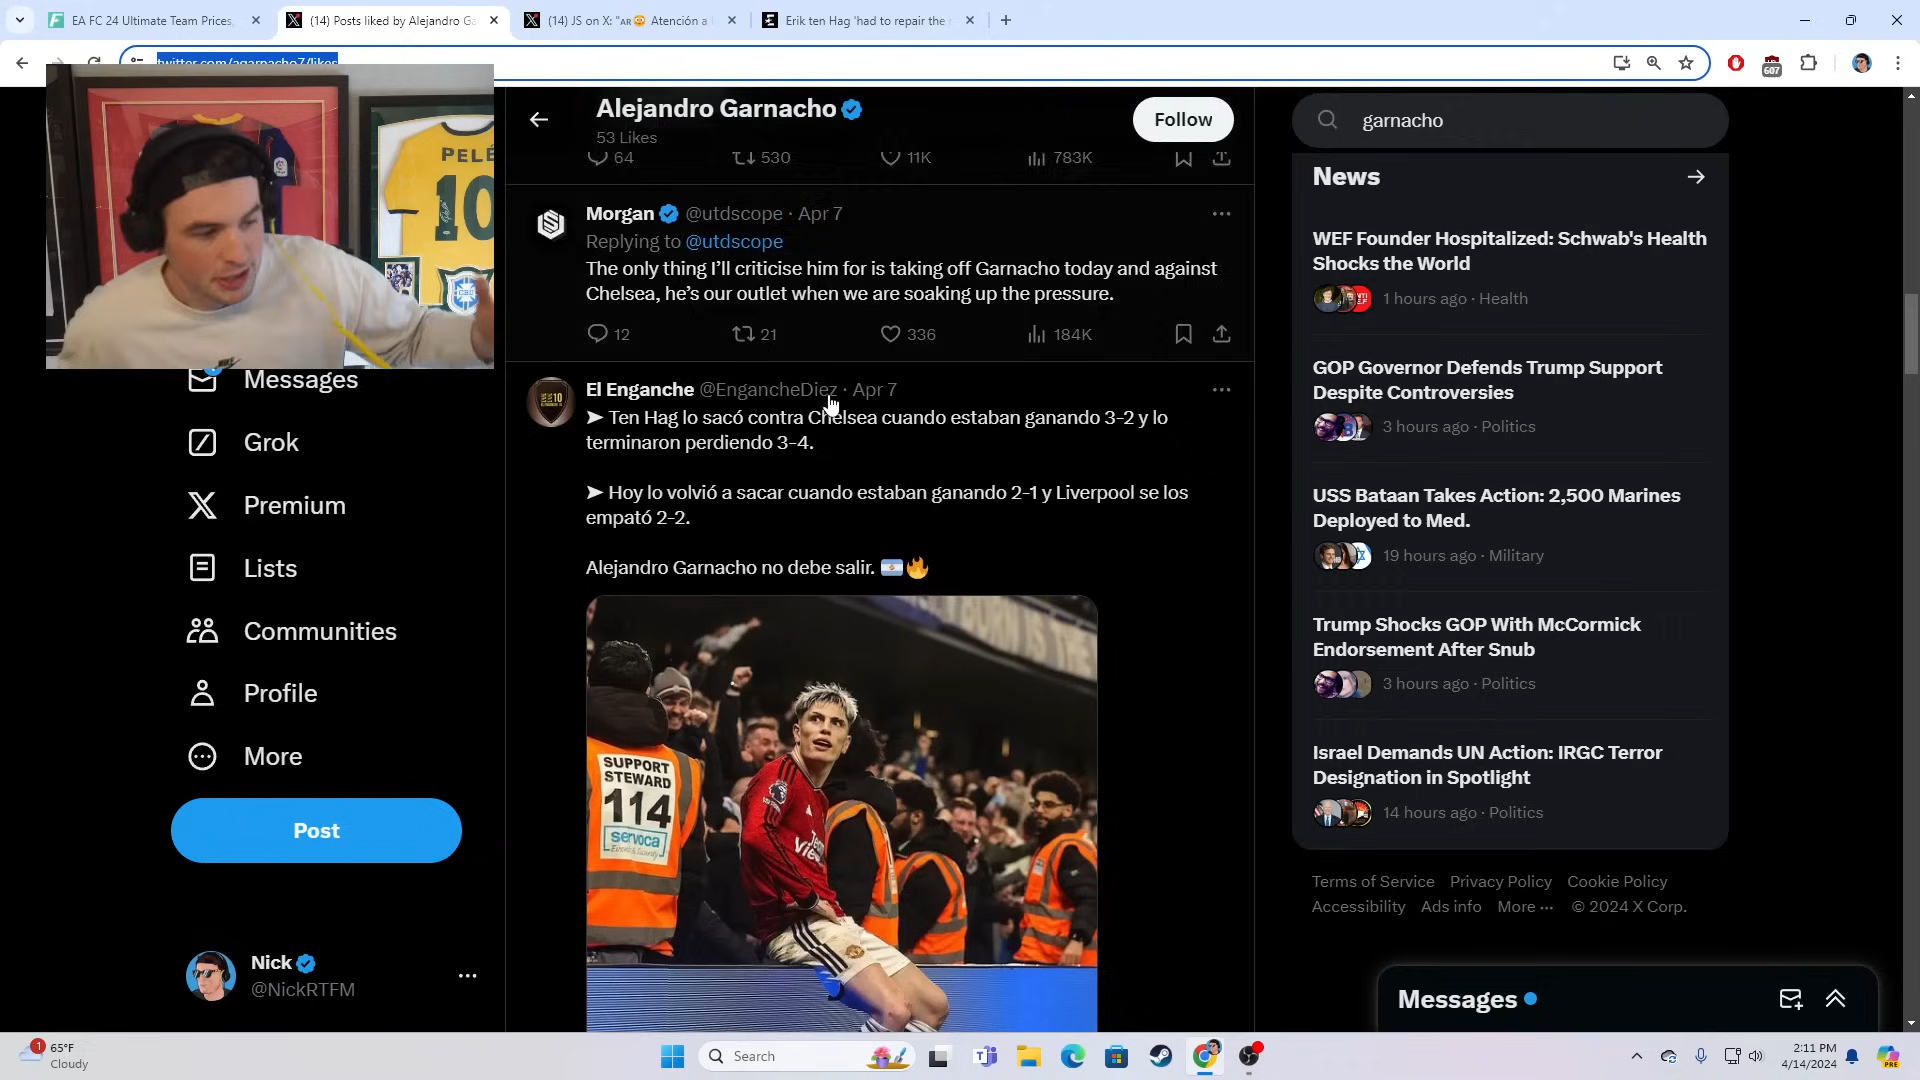 EA FC 24 Ultimate Team Prices,
(14) Posts liked by Alejandro Ga
(14) JS on X: "AR Atención a
Erik ten Hag 'had to repair the
twitter.com/agarnacho7/likes
607
PELÉ
10
Alejandro Garnacho
53 Likes
Follow
garnacho
64
530
11K
783K
Morgan @utdscope · Apr 7
Replying to @utdscope
The only thing I'll criticise him for is taking off Garnacho today and against
Chelsea, he's our outlet when we are soaking up the pressure.
12
21
336
184K
El Enganche @EngancheDiez · Apr 7
➤ Ten Hag lo sacó contra Chelsea cuando estaban ganando 3-2 y lo
terminaron perdiendo 3-4.
➤ Hoy lo volvió a sacar cuando estaban ganando 2-1 y Liverpool se los
empató 2-2.
Alejandro Garnacho no debe salir. 🇦🇷🔥
SUPPORT
STEWARD
114
servoca
Messages
Grok
Premium
Lists
Communities
Profile
More
Post
Nick
@NickRTFM
News
WEF Founder Hospitalized: Schwab's Health
Shocks the World
1 hours ago · Health
GOP Governor Defends Trump Support
Despite Controversies
3 hours ago · Politics
USS Bataan Takes Action: 2,500 Marines
Deployed to Med.
19 hours ago · Military
Trump Shocks GOP With McCormick
Endorsement After Snub
3 hours ago · Politics
Israel Demands UN Action: IRGC Terror
Designation in Spotlight
14 hours ago · Politics
Terms of Service Privacy Policy Cookie Policy
Accessibility Ads info More ··· © 2024 X Corp.
Messages
1
65°F
Cloudy
Search
2:11 PM
4/14/2024
PRE